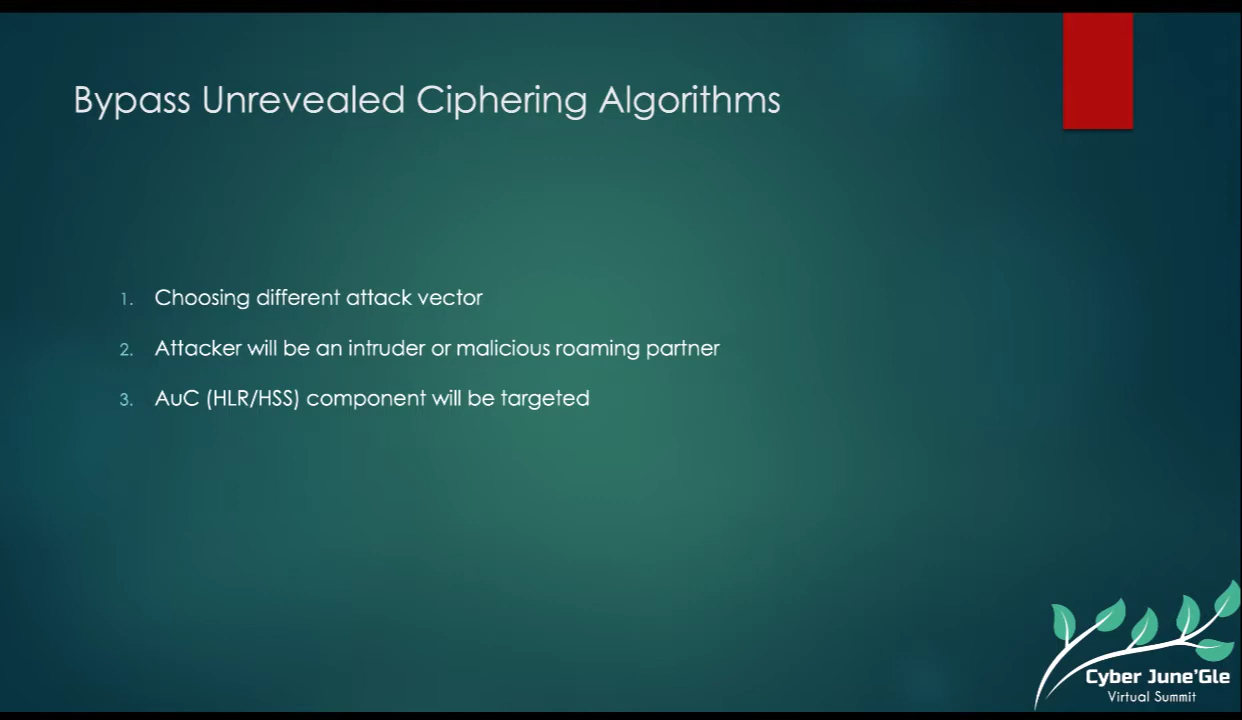 Bypass Unrevealed Ciphering Algorithms
1. Choosing different attack vector
2. Attacker will be an intruder or malicious roaming partner
3. AuC (HLR/HSS) component will be targeted
Cyber June'Gle
Virtual Summit